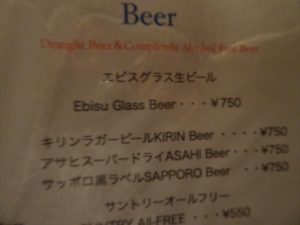 Beer
Draught Beer & Completely Alcohol-Free Beer
エビスグラス生ビール
Ebisu Glass Beer・・・¥750
キリンラガービールKIRIN Beer ・・・・¥750
アサヒスーパードライASAHI Beer・・ ・¥750
サッポロ黒ラベルSAPPORO Beer ・・¥750
サントリーオールフリー
SUNTRY All-FREE ・・・¥550